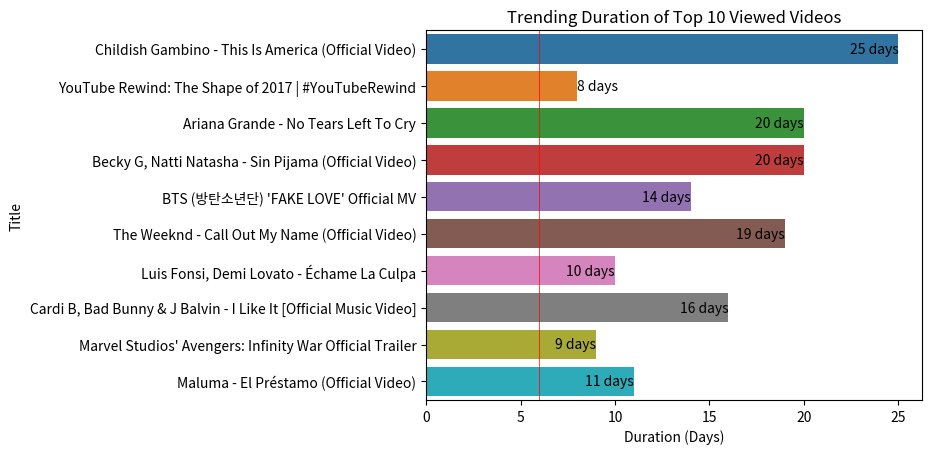 Trending Duration of Top 10 Viewed Videos
Childish Gambino - This Is America (Official Video)
25 days
YouTube Rewind: The Shape of 2017 | #YouTubeRewind
8 days
Ariana Grande - No Tears Left To Cry
20 days
Becky G, Natti Natasha - Sin Pijama (Official Video)
20 days
BTS (방탄소년단) 'FAKE LOVE' Official MV
14 days
The Weeknd - Call Out My Name (Official Video)
19 days
Luis Fonsi, Demi Lovato - Échame La Culpa
10 days
Cardi B, Bad Bunny & J Balvin - I Like It [Official Music Video]
16 days
Marvel Studios' Avengers: Infinity War Official Trailer
9 days
Maluma - El Préstamo (Official Video)
11 days
Title
0 5 10 15 20 25
Duration (Days)